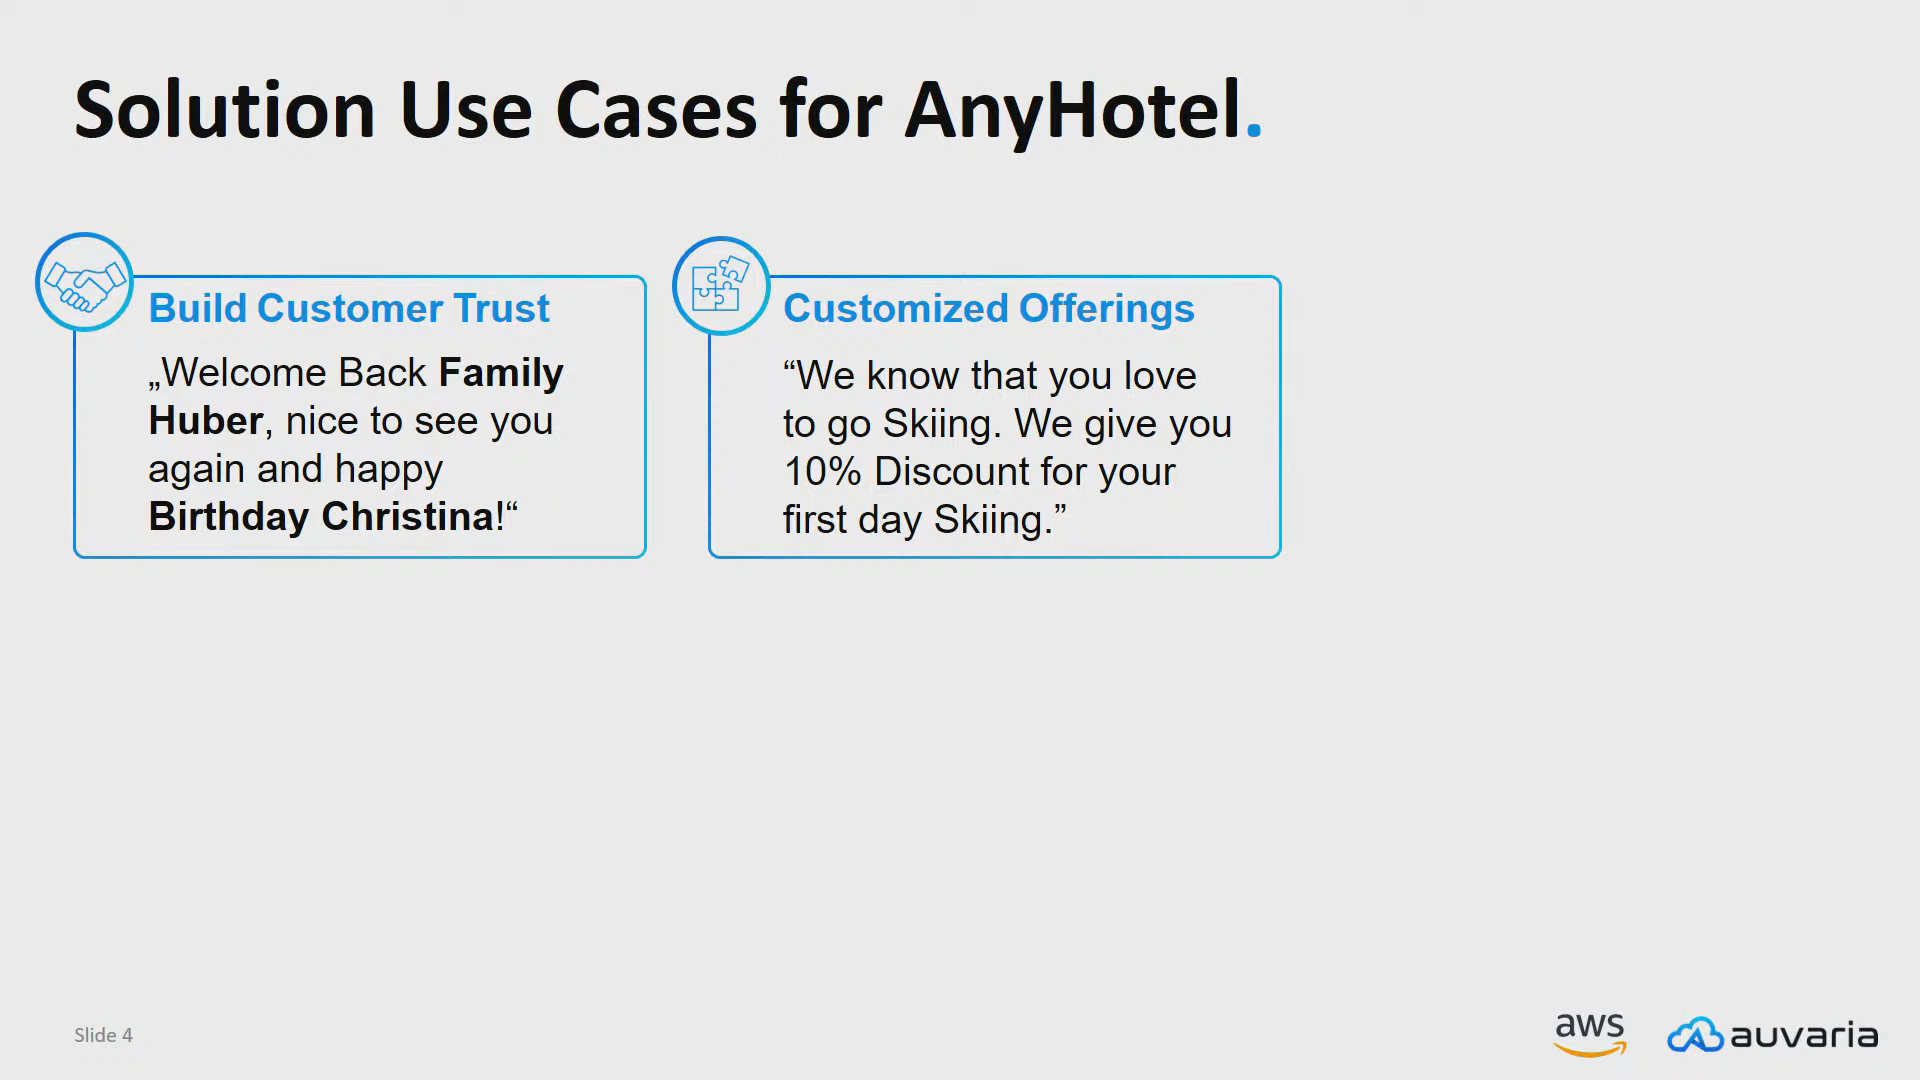 Solution Use Cases for AnyHotel.
Build Customer Trust
„Welcome Back Family
Huber, nice to see you
again and happy
Birthday Christina!“
Customized Offerings
“We know that you love
to go Skiing. We give you
10% Discount for your
first day Skiing.”
Slide 4
aws
auvaria